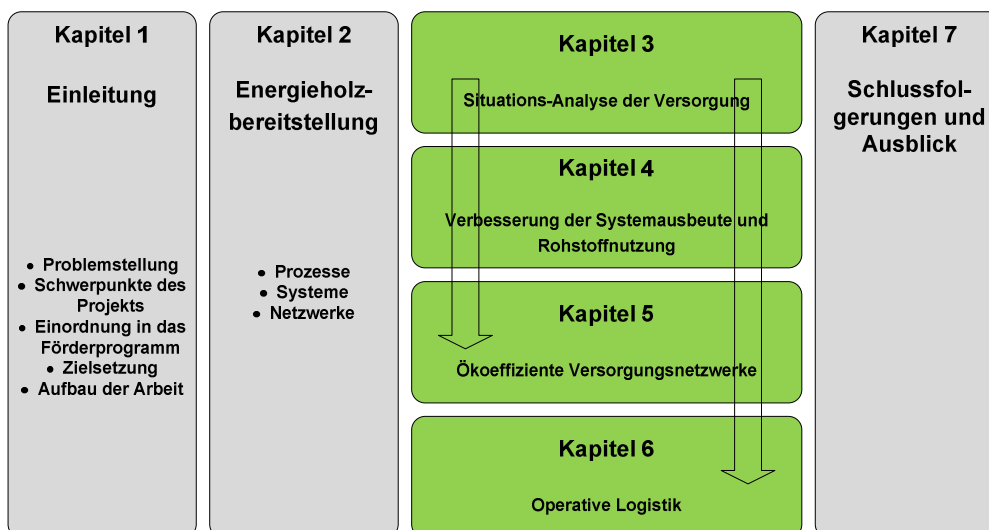 Kapitel 1
Einleitung
• Problemstellung
• Schwerpunkte des
Projekts
• Einordnung in das
Förderprogramm
• Zielsetzung
• Aufbau der Arbeit
Kapitel 2
Energieholz-
bereitstellung
• Prozesse
• Systeme
• Netzwerke
Kapitel 3
Situations-Analyse der Versorgung
Kapitel 4
Verbesserung der Systemausbeute und
Rohstoffnutzung
Kapitel 5
Ökoeffiziente Versorgungsnetzwerke
Kapitel 6
Operative Logistik
Kapitel 7
Schlussfol-
gerungen und
Ausblick